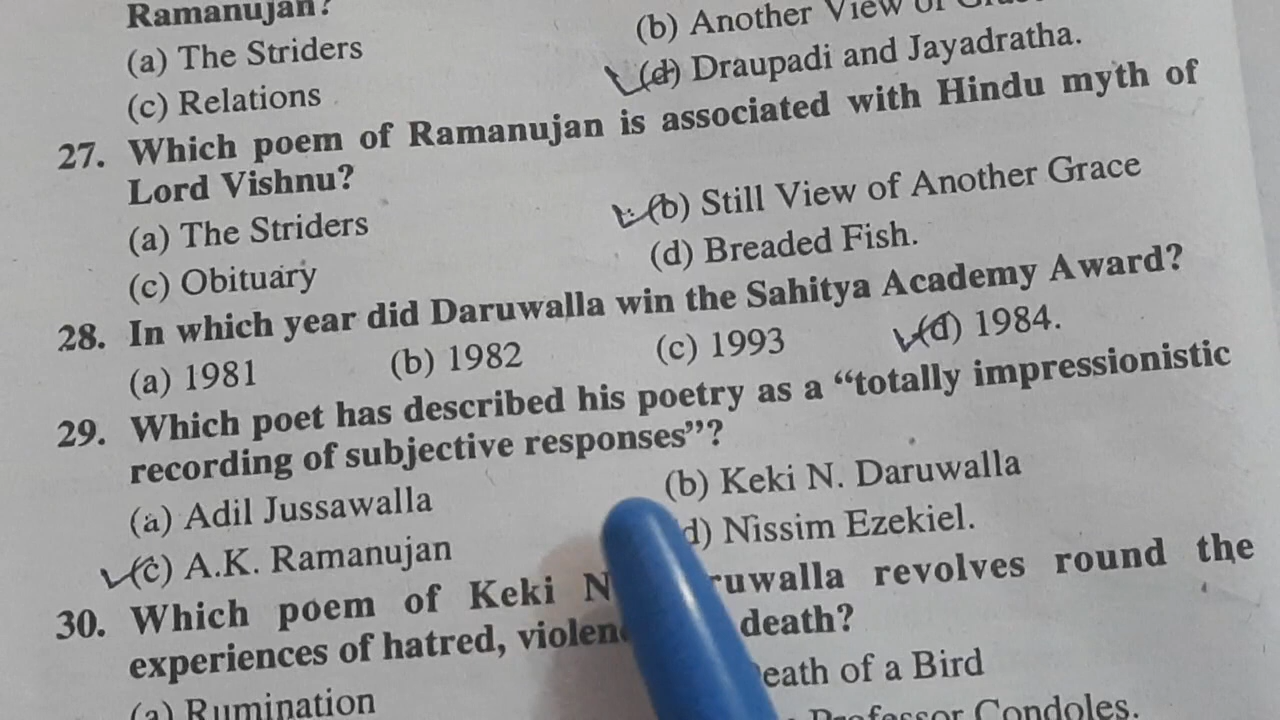 Ramanujan?
(a) The Striders (b) Another View of
(c) Relations (d) Draupadi and Jayadratha.
27. Which poem of Ramanujan is associated with Hindu myth of
Lord Vishnu?
(a) The Striders (b) Still View of Another Grace
(c) Obituary (d) Breaded Fish.
28. In which year did Daruwalla win the Sahitya Academy Award?
(a) 1981 (b) 1982 (c) 1993 (d) 1984.
29. Which poet has described his poetry as a “totally impressionistic
recording of subjective responses”?
(a) Adil Jussawalla (b) Keki N. Daruwalla
(c) A.K. Ramanujan d) Nissim Ezekiel.
30. Which poem of Keki N ruwalla revolves round the
experiences of hatred, violen death?
(a) Rumination eath of a Bird
Professor Condoles.